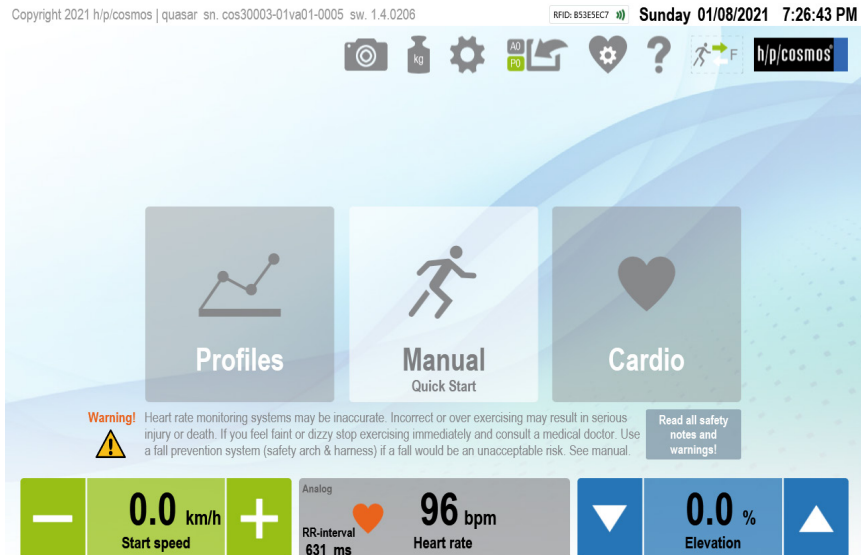 Copyright 2021 h/p/cosmos | quasar sn. cos30003-01va01-0005 sw. 1.4.0206
RFID: B53E5EC7
Sunday 01/08/2021 7:26:43 PM
kg
A0
P0
?
F
h/p/cosmos®
Profiles
Manual
Quick Start
Cardio
Warning!
Heart rate monitoring systems may be inaccurate. Incorrect or over exercising may result in serious
injury or death. If you feel faint or dizzy stop exercising immediately and consult a medical doctor. Use
a fall prevention system (safety arch & harness) if a fall would be an unacceptable risk. See manual.
Read all safety
notes and
warnings!
0.0 km/h
Start speed
Analog
RR-interval
631 ms
96 bpm
Heart rate
0.0 %
Elevation